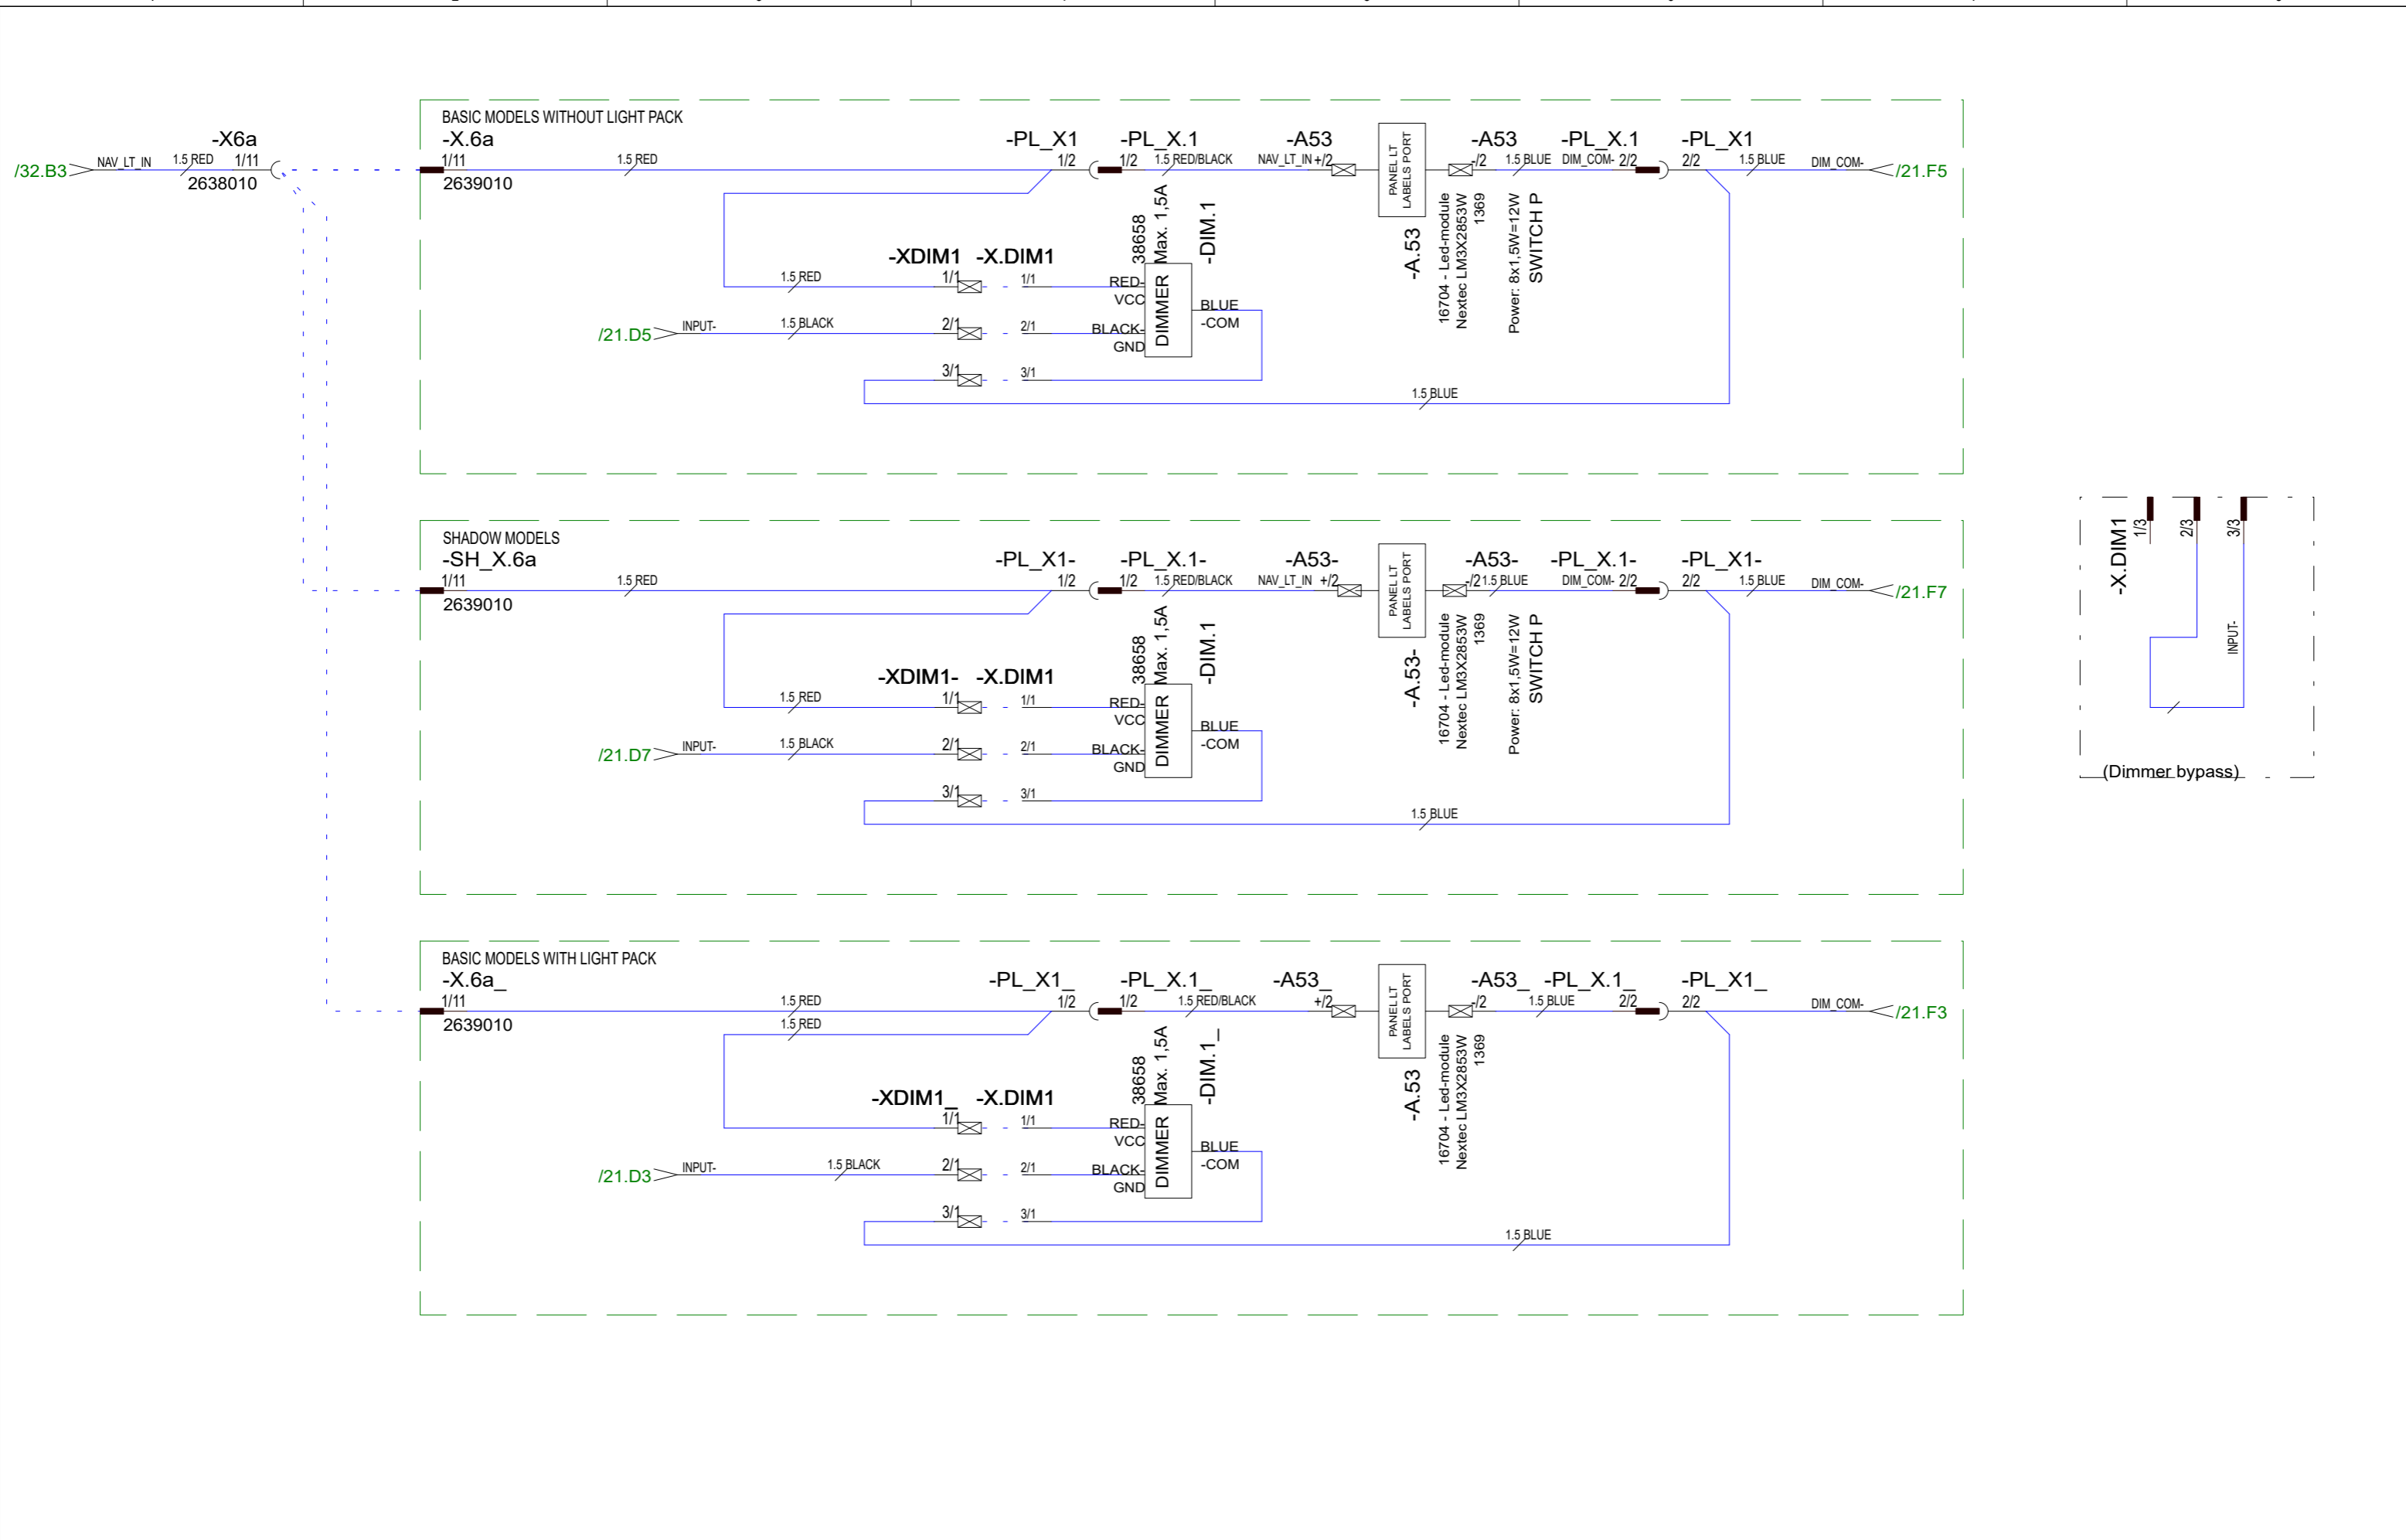 BASIC MODELS WITHOUT LIGHT PACK
-X6a
-X.6a
-PL_X1
-PL_X.1
-A53
-A53
-PL_X.1
-PL_X1
/32.B3
NAV_LT_IN
1.5 RED
1/11
1/11
1.5 RED
1/2
1/2
1.5 RED/BLACK
NAV_LT_IN
+/2
PANEL LT
LABELS PORT
-/2
1.5 BLUE
DIM_COM-
2/2
2/2
1.5 BLUE
DIM_COM-
/21.F5
2638010
2639010
38658
Max. 1,5A
-DIM.1
-A.53
16704 - Led-module
Nextec LM3X2853W
1369
Power: 8x1,5W=12W
SWITCH P
-XDIM1
-X.DIM1
1.5 RED
1/1
1/1
RED-
VCC
DIMMER
BLUE
-COM
/21.D5
INPUT-
1.5 BLACK
2/1
2/1
BLACK-
GND
3/1
3/1
1.5 BLUE
SHADOW MODELS
-SH_X.6a
-PL_X1-
-PL_X.1-
-A53-
-A53-
-PL_X.1-
-PL_X1-
1/11
1.5 RED
1/2
1/2
1.5 RED/BLACK
NAV_LT_IN
+/2
PANEL LT
LABELS PORT
-/2
1.5 BLUE
DIM_COM-
2/2
2/2
1.5 BLUE
DIM_COM-
/21.F7
2639010
38658
Max. 1,5A
-DIM.1
-A.53-
16704 - Led-module
Nextec LM3X2853W
1369
Power: 8x1,5W=12W
SWITCH P
-XDIM1-
-X.DIM1
1.5 RED
1/1
1/1
RED-
VCC
DIMMER
BLUE
-COM
/21.D7
INPUT-
1.5 BLACK
2/1
2/1
BLACK-
GND
3/1
3/1
1.5 BLUE
-X.DIM1
1/3
2/3
3/3
INPUT-
(Dimmer bypass)
BASIC MODELS WITH LIGHT PACK
-X.6a_
-PL_X1_
-PL_X.1_
-A53_
-A53_
-PL_X.1_
-PL_X1_
1/11
1.5 RED
1/2
1/2
1.5 RED/BLACK
+/2
PANEL LT
LABELS PORT
-/2
1.5 BLUE
2/2
2/2
DIM_COM-
/21.F3
2639010
1.5 RED
38658
Max. 1,5A
-DIM.1_
-A.53
16704 - Led-module
Nextec LM3X2853W
1369
-XDIM1_
-X.DIM1
1/1
1/1
RED-
VCC
DIMMER
BLUE
-COM
/21.D3
INPUT-
1.5 BLACK
2/1
2/1
BLACK-
GND
3/1
3/1
1.5 BLUE